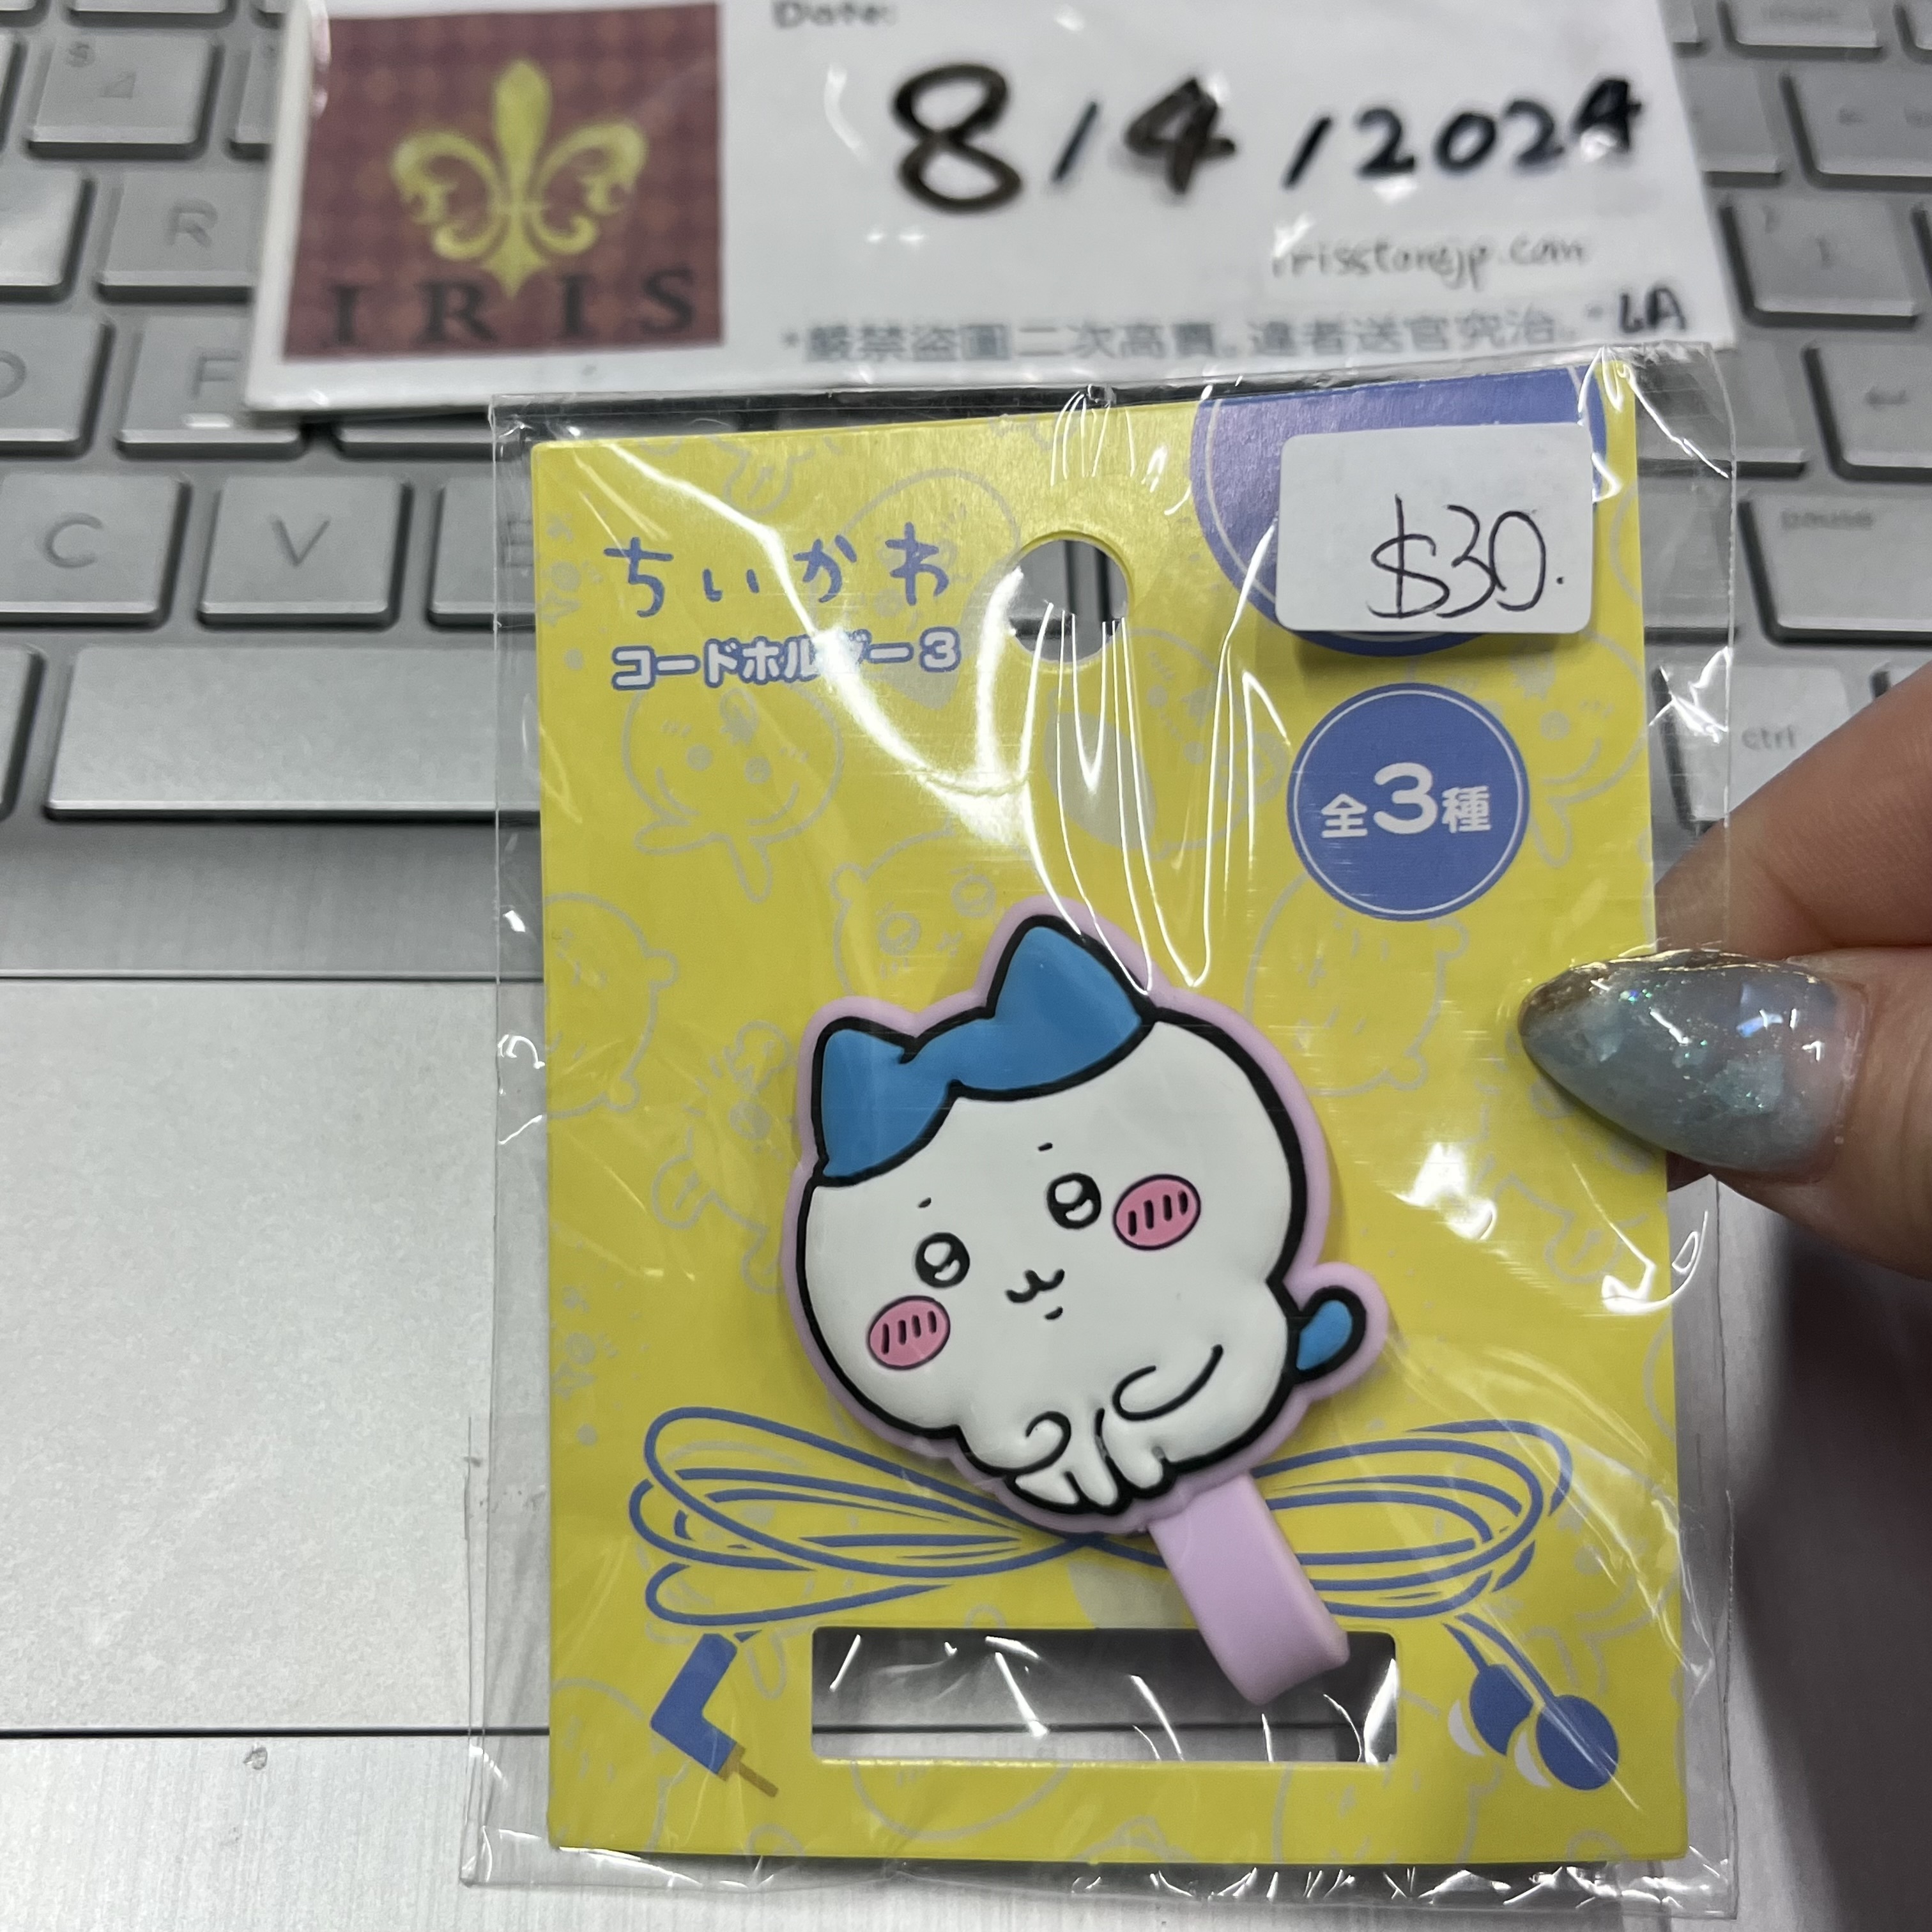 Date:
8/4/2024
IRIS
irisstorejp.com
*嚴禁盜圖二次高賣。違者送官究治。*LA
$30.
ちいかわ
コードホルダー3
全3種
R
F
C
V
pause
ctrl